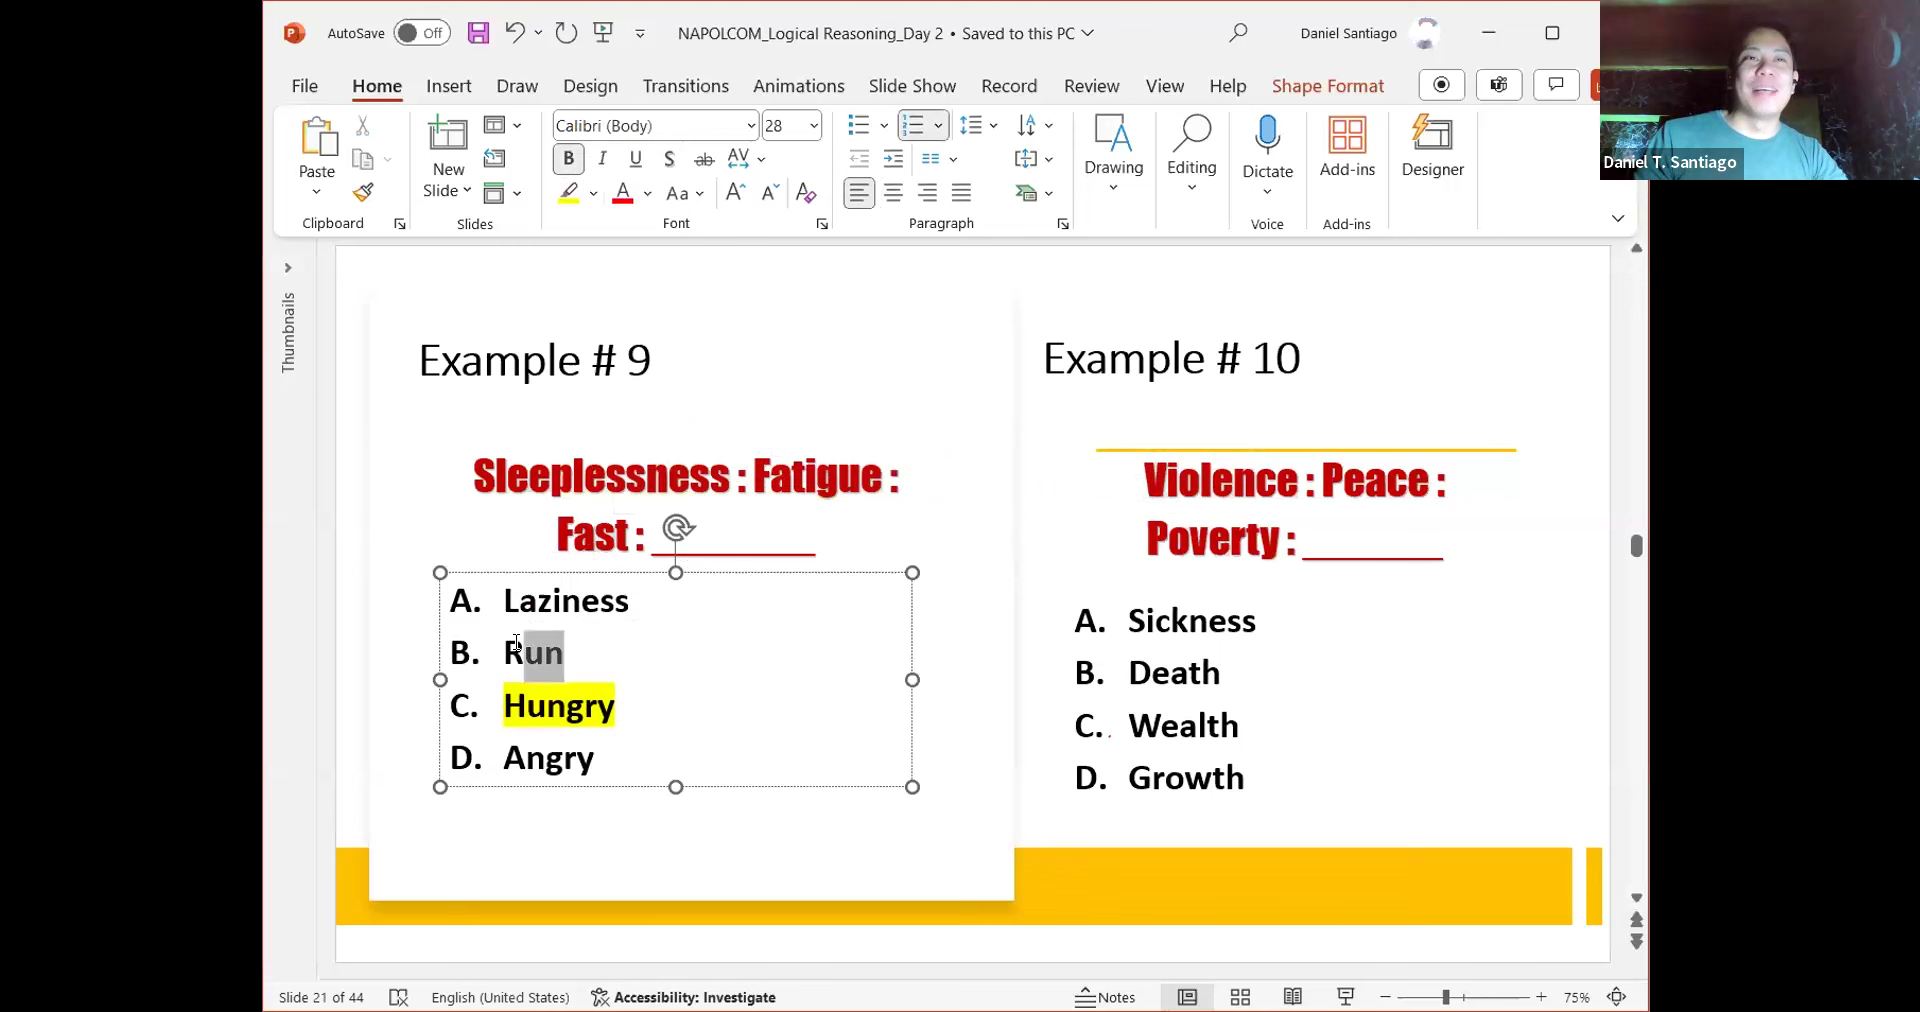 AutoSave Off NAPOLCOM_Logical Reasoning_Day 2 • Saved to this PC Daniel Santiago
File Home Insert Draw Design Transitions Animations Slide Show Record Review View Help Shape Format
Calibri (Body) 28
Paste New Slide Drawing Editing Dictate Add-ins Designer
Clipboard Slides Font Paragraph Voice Add-ins
Daniel T. Santiago
Thumbnails
Example # 9
Sleeplessness : Fatigue :
Fast : __________
A. Laziness
B. Run
C. Hungry
D. Angry
Example # 10
Violence : Peace :
Poverty : _________
A. Sickness
B. Death
C. Wealth
D. Growth
Slide 21 of 44 English (United States) Accessibility: Investigate Notes 75%